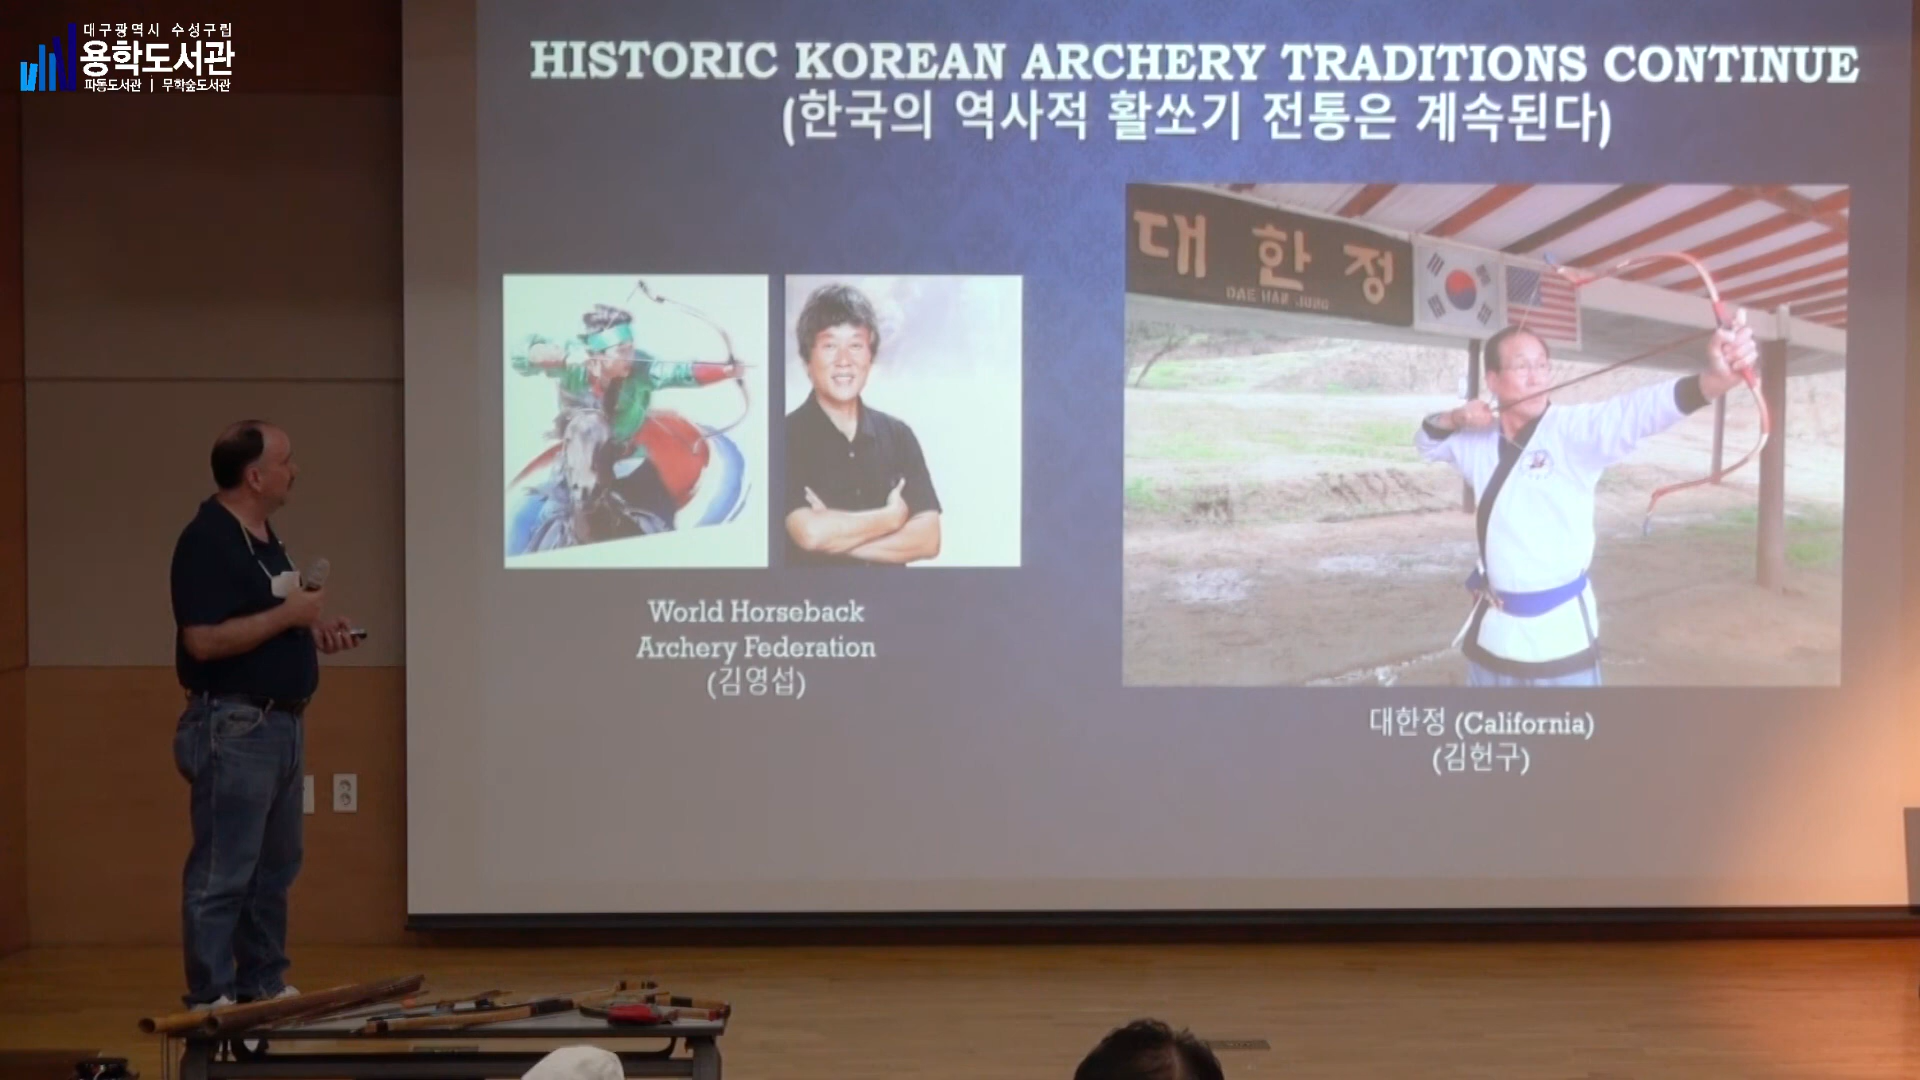 대구광역시 수성구립
용학도서관
파동도서관 | 무학숲도서관
HISTORIC KOREAN ARCHERY TRADITIONS CONTINUE
(한국의 역사적 활쏘기 전통은 계속된다)
대한정
DAE HAN JUNG
World Horseback
Archery Federation
(김영섭)
대한정 (California)
(김헌구)